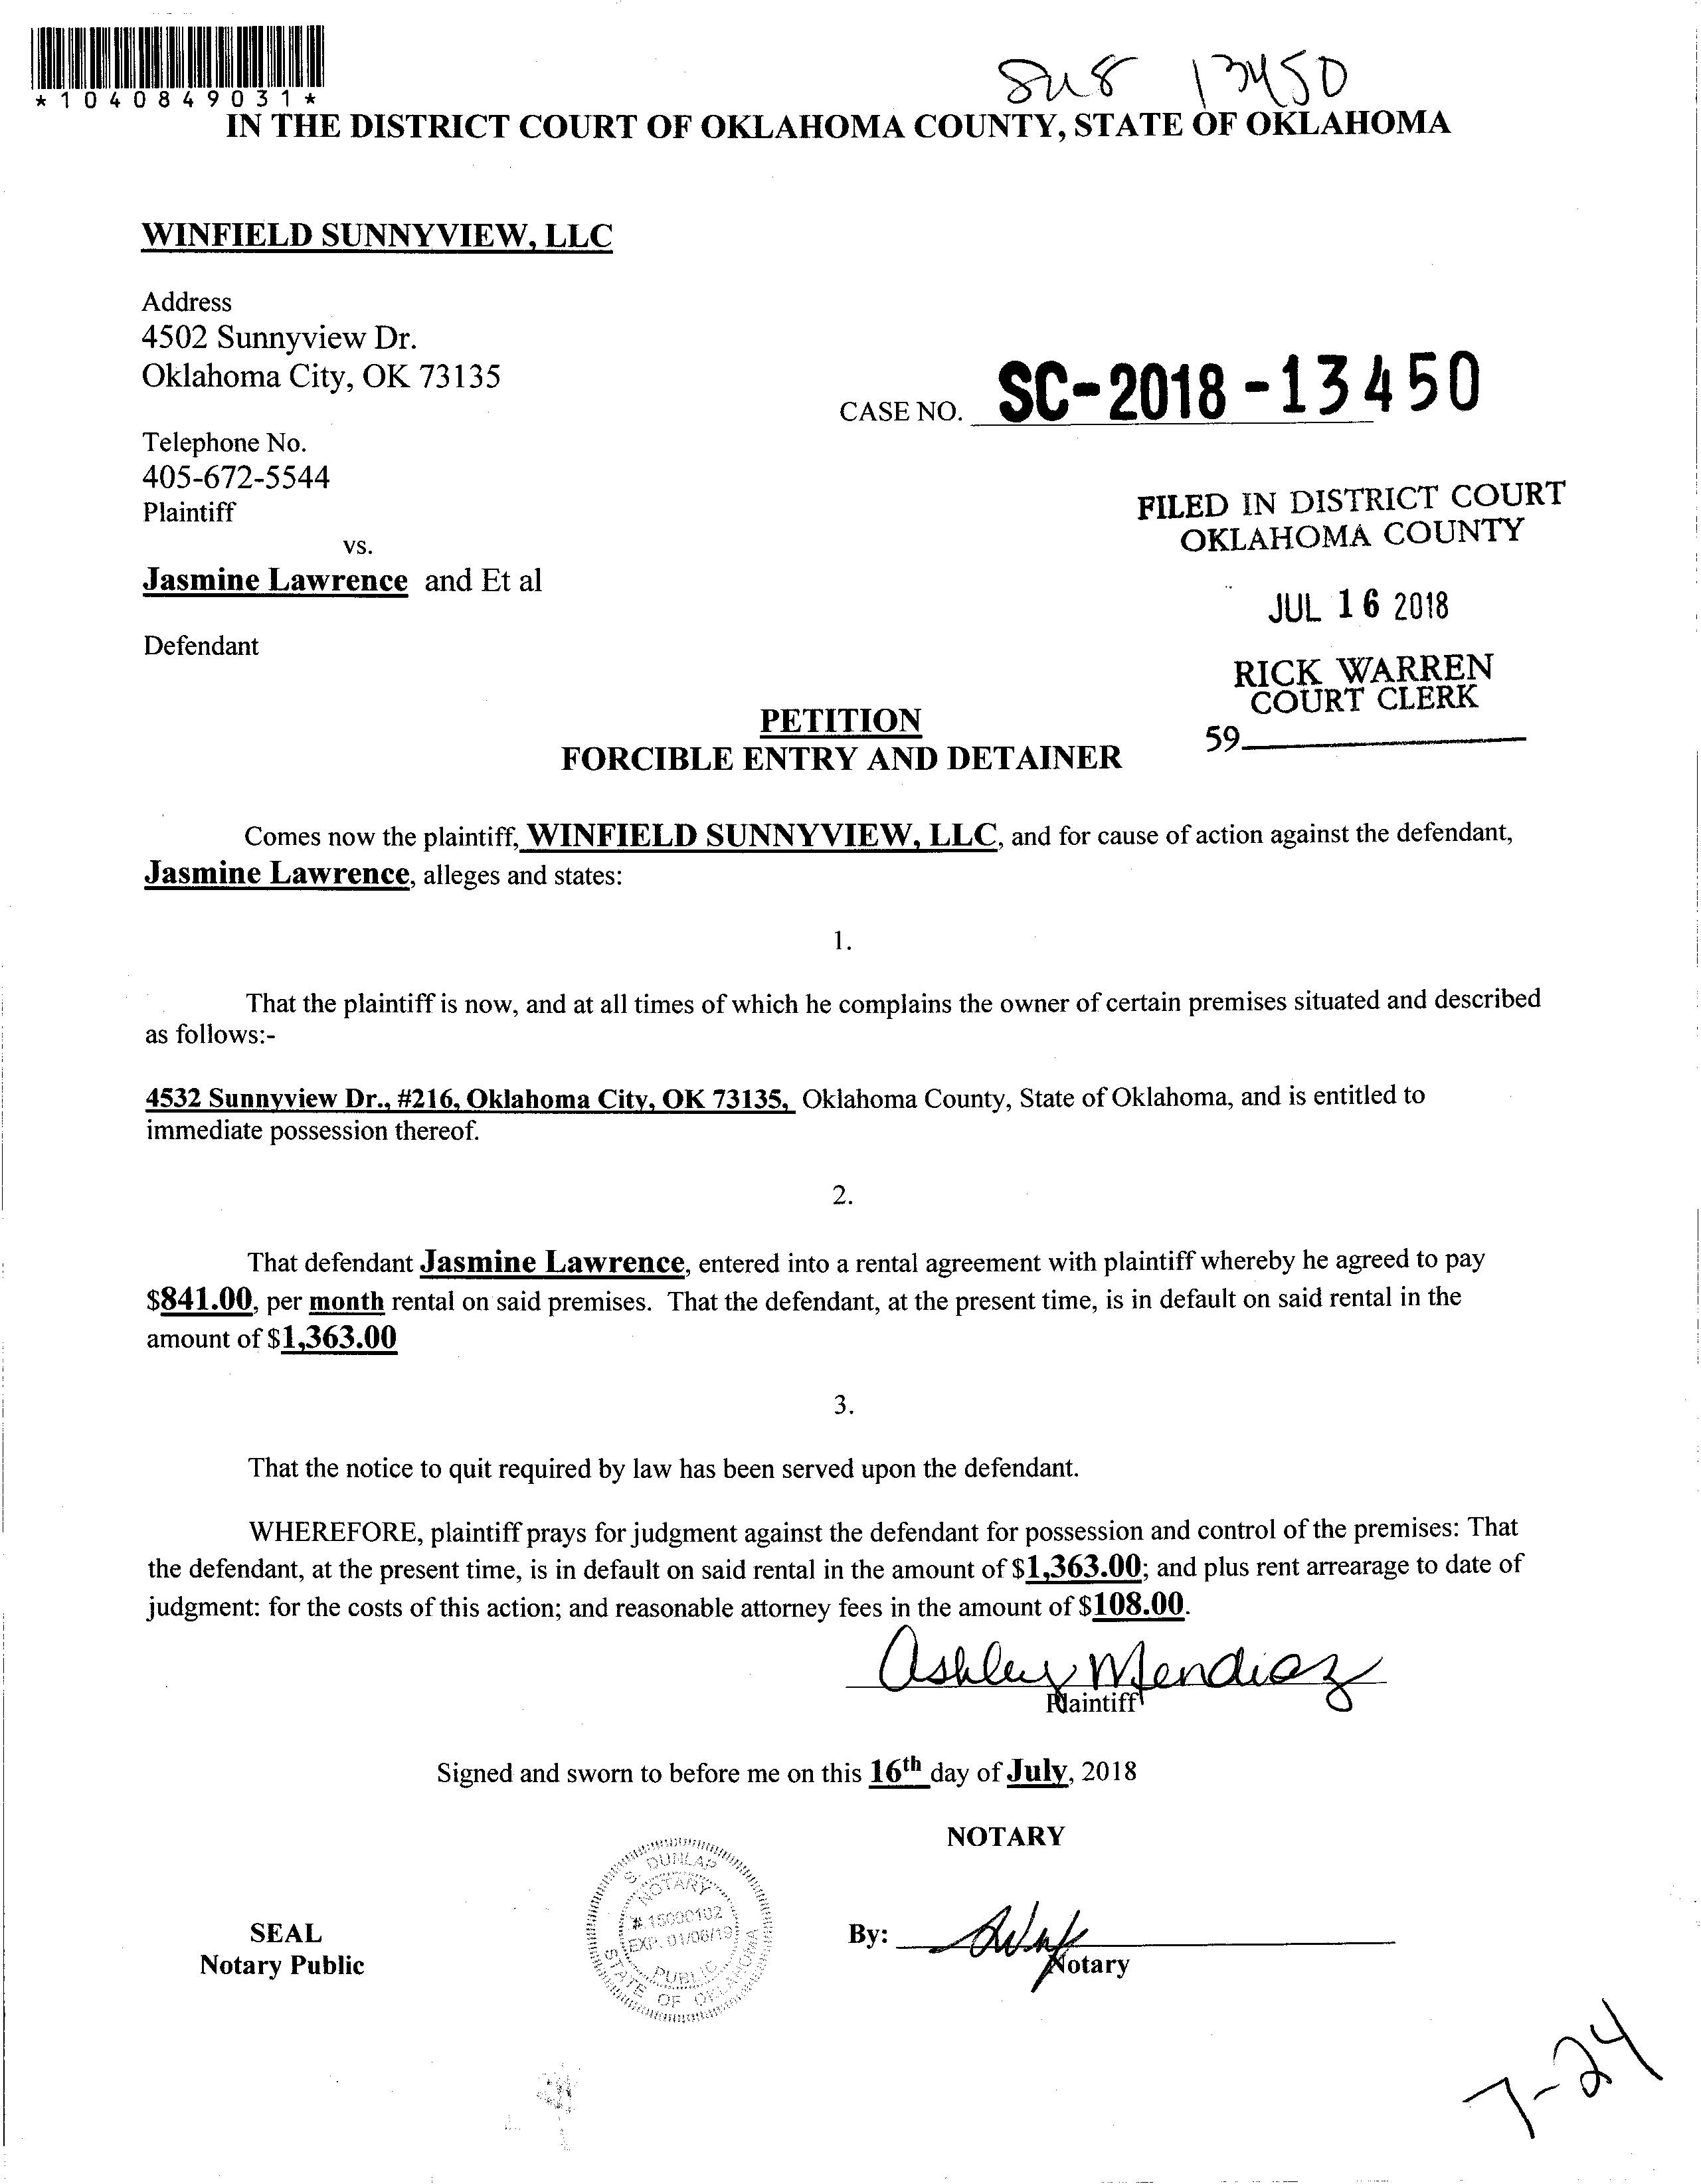 *1040849031*
13450
IN THE DISTRICT COURT OF OKLAHOMA COUNTY, STATE OF OKLAHOMA
WINFIELD SUNNYVIEW, LLC
Address
4502 Sunnyview Dr.
Oklahoma City, OK 73135
CASE NO. SC-2018-13450
Telephone No.
405-672-5544
Plaintiff
FILED IN DISTRICT COURT
OKLAHOMA COUNTY
vs.
Jasmine Lawrence and Et al
JUL 16 2018
Defendant
RICK WARREN
COURT CLERK
59
PETITION
FORCIBLE ENTRY AND DETAINER
Comes now the plaintiff, WINFIELD SUNNYVIEW, LLC, and for cause of action against the defendant,
Jasmine Lawrence, alleges and states:
1.
That the plaintiff is now, and at all times of which he complains the owner of certain premises situated and described
as follows:-
4532 Sunnyview Dr., #216, Oklahoma City, OK 73135, Oklahoma County, State of Oklahoma, and is entitled to
immediate possession thereof.
2.
That defendant Jasmine Lawrence, entered into a rental agreement with plaintiff whereby he agreed to pay
$841.00, per month rental on said premises. That the defendant, at the present time, is in default on said rental in the
amount of $1,363.00
3.
That the notice to quit required by law has been served upon the defendant.
WHEREFORE, plaintiff prays for judgment against the defendant for possession and control of the premises: That
the defendant, at the present time, is in default on said rental in the amount of $1,363.00; and plus rent arrearage to date of
judgment: for the costs of this action; and reasonable attorney fees in the amount of $108.00.
Ashley Mendiaz
Plaintiff
Signed and sworn to before me on this 16th day of July, 2018
NOTARY
S. DUNLAP
NOTARY
# 15000102
EXP. 01/06/19
PUBLIC
STATE OF OKLAHOMA
SEAL
Notary Public
By:
Notary
7-24